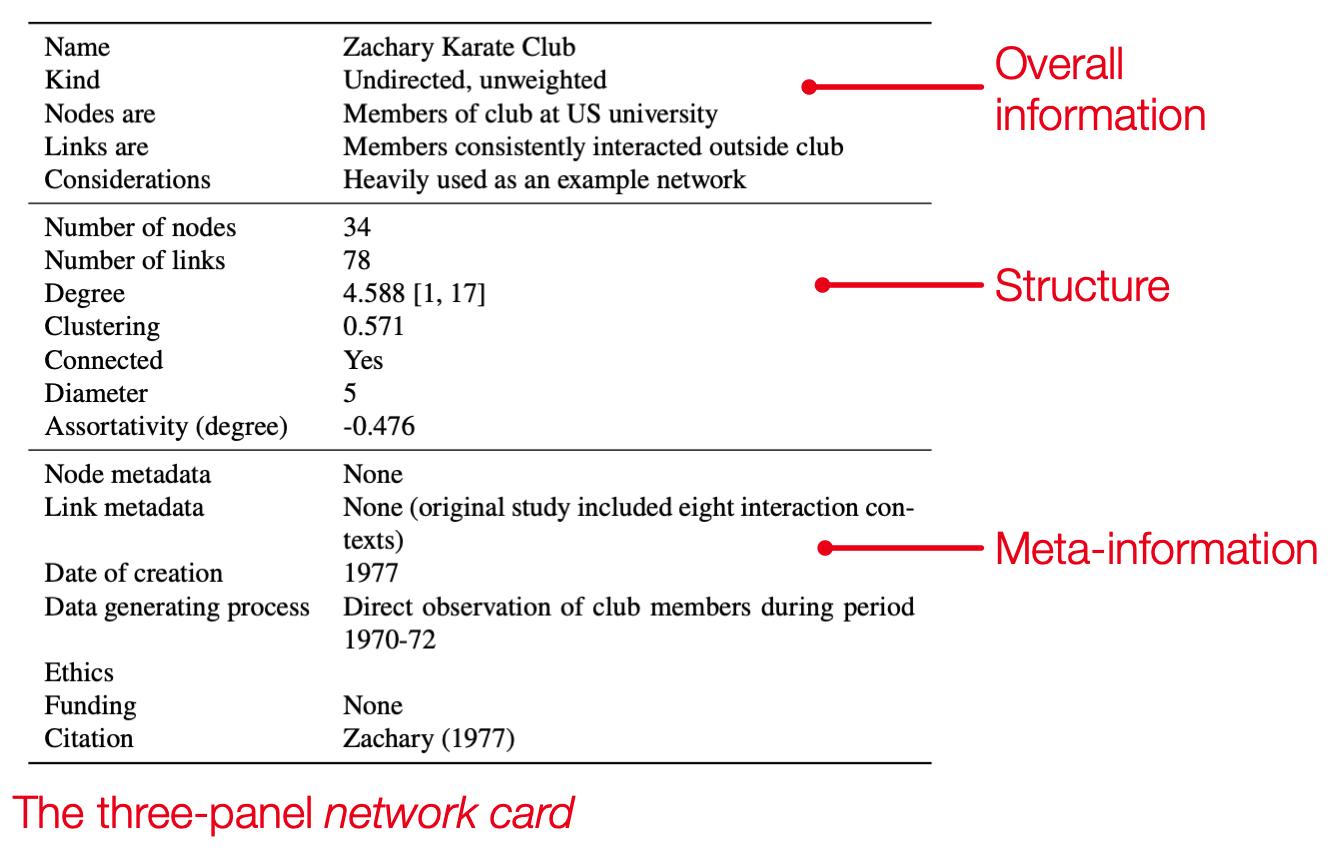 Name Zachary Karate Club
Kind Undirected, unweighted
Nodes are Members of club at US university
Links are Members consistently interacted outside club
Considerations Heavily used as an example network
Overall
information
Number of nodes 34
Number of links 78
Degree 4.588 [1, 17]
Clustering 0.571
Connected Yes
Diameter 5
Assortativity (degree) -0.476
Structure
Node metadata None
Link metadata None (original study included eight interaction con-
texts)
Date of creation 1977
Data generating process Direct observation of club members during period
1970-72
Ethics
Funding None
Citation Zachary (1977)
Meta-information
The three-panel network card